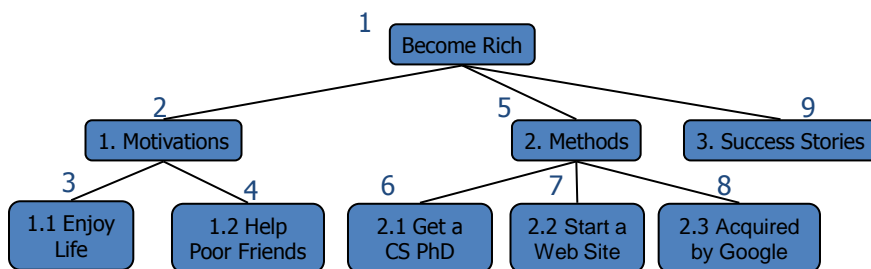 1
Become Rich
2
5
9
1. Motivations
2. Methods
3. Success Stories
3
4
6
7
8
1.1 Enjoy
Life
1.2 Help
Poor Friends
2.1 Get a
CS PhD
2.2 Start a
Web Site
2.3 Acquired
by Google